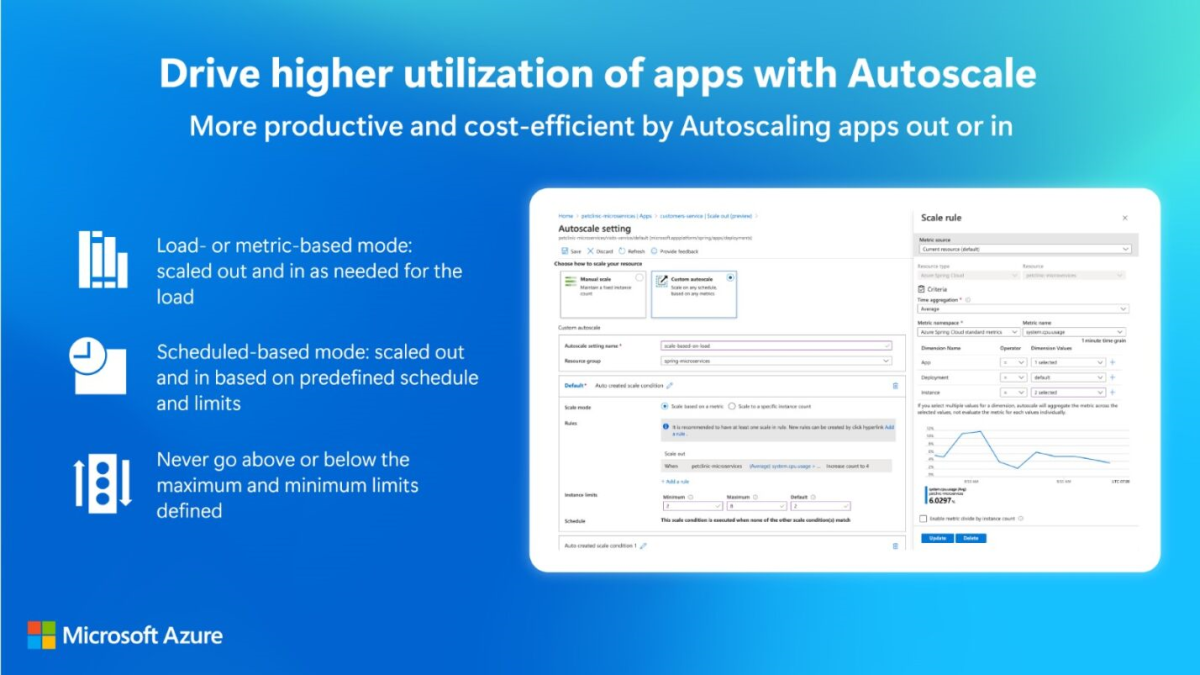 Drive higher utilization of apps with Autoscale
More productive and cost-efficient by Autoscaling apps out or in
Load- or metric-based mode:
scaled out and in as needed for the
load
Scheduled-based mode: scaled out
and in based on predefined schedule
and limits
Never go above or below the
maximum and minimum limits
defined
Home > petclinic-microservices | Apps > customers-service | Scale out (preview) >
Autoscale setting
Save Discard Refresh Provide feedback
Choose how to scale your resource
Manual scale
Maintain a fixed instance
count
Custom autoscale
Scale on any schedule,
based on any metrics
Custom autoscale
Autoscale setting name * scale based on load
Resource group spring-microservices
Default* Auto created scale condition
Scale mode Scale based on a metric Scale to a specific instance count
Rules It is recommended to have at least one scale in rule. New rules can be created by click hyperlink Add
a rule.
Scale out
When petclinic-microservices (Average) system.cpu.usage > ... Increase count to 4
+ Add a rule
Instance limits Minimum Maximum Default
2 8 2
Schedule This scale condition is executed when none of the other scale condition(s) match
Auto created scale condition 1
Scale rule
Metric source
Current resource (default)
Resource type Resource
Azure Spring Cloud petclinic-microservices
Criteria
Time aggregation *
Average
Metric namespace * Metric name
Azure Spring Cloud standard metrics system.cpu.usage
1 minute time grain
Dimension Name Operator Dimension Values
App = 1 selected
Deployment = default
Instance = 2 selected
If you select multiple values for a dimension, autoscale will aggregate the metric across the
selected values, not evaluate the metric for each values individually.
system.cpu.usage (Avg)
petclinic-microservices
6.0297 %
Enable metric divide by instance count
Update Delete
Microsoft Azure